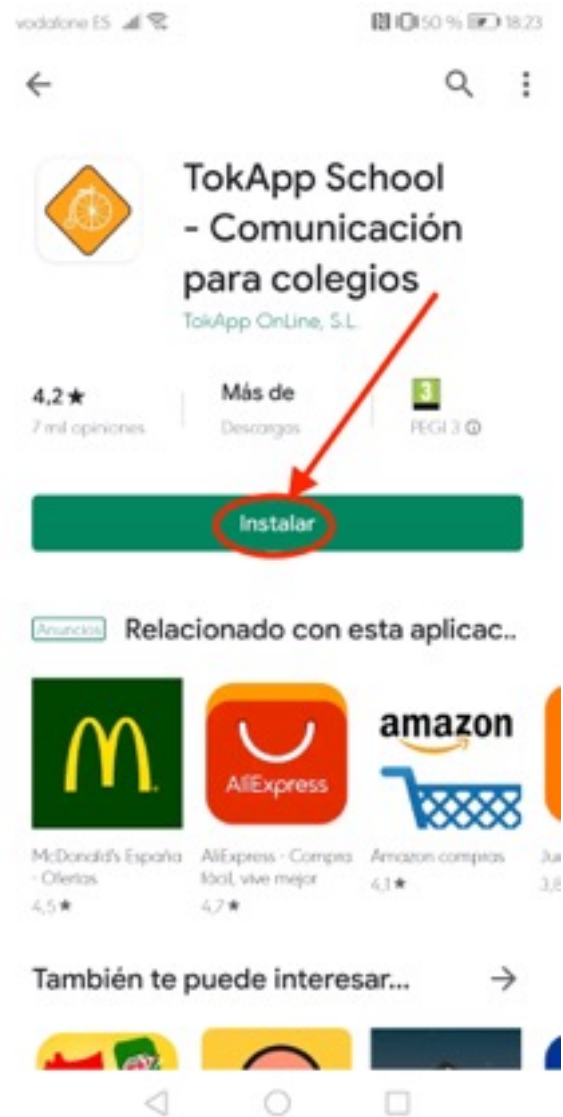 vodafone ES
50 % 18:23
TokApp School
- Comunicación
para colegios
TokApp OnLine, S.L.
4,2★ Más de 3
7 mil opiniones Descargas PEGI 3
Instalar
Anuncios Relacionado con esta aplicac..
amazon
AliExpress
McDonald's España AliExpress - Compra Amazon compras
- Ofertas fácil, vive mejor 4,1★
4,5★ 4,7★
También te puede interesar...